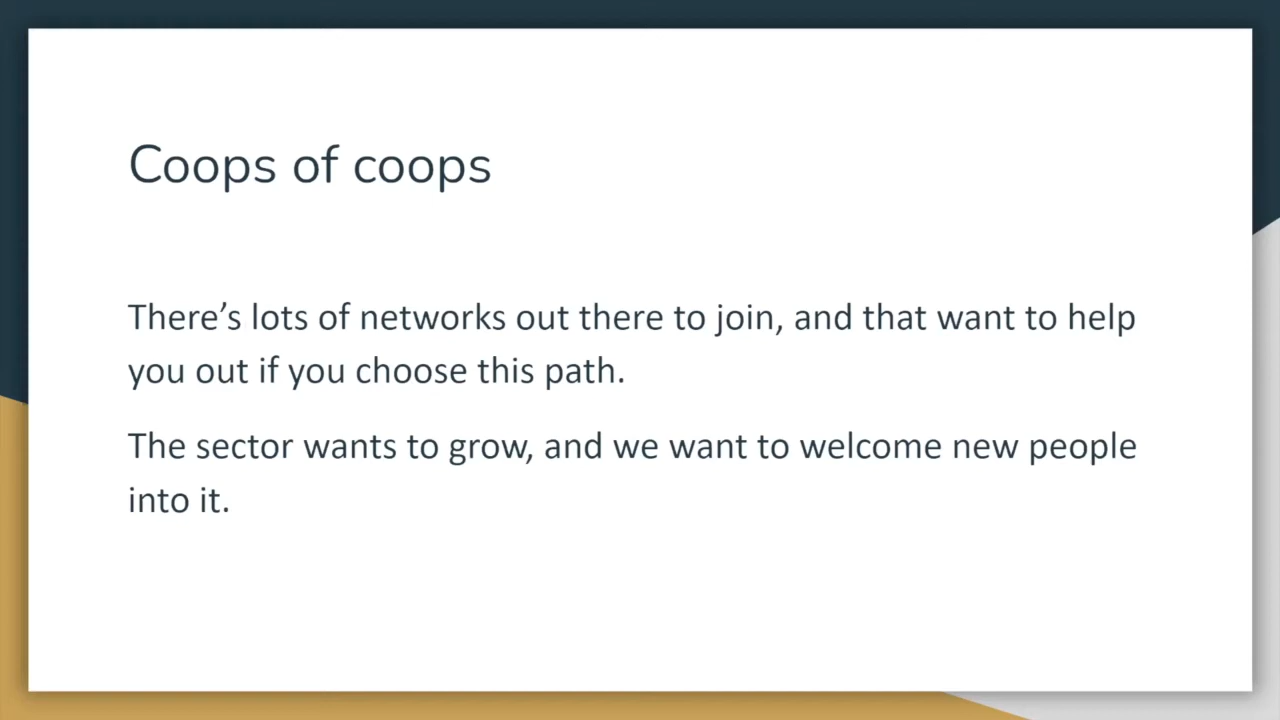 Coops of coops
There’s lots of networks out there to join, and that want to help
you out if you choose this path.
The sector wants to grow, and we want to welcome new people
into it.